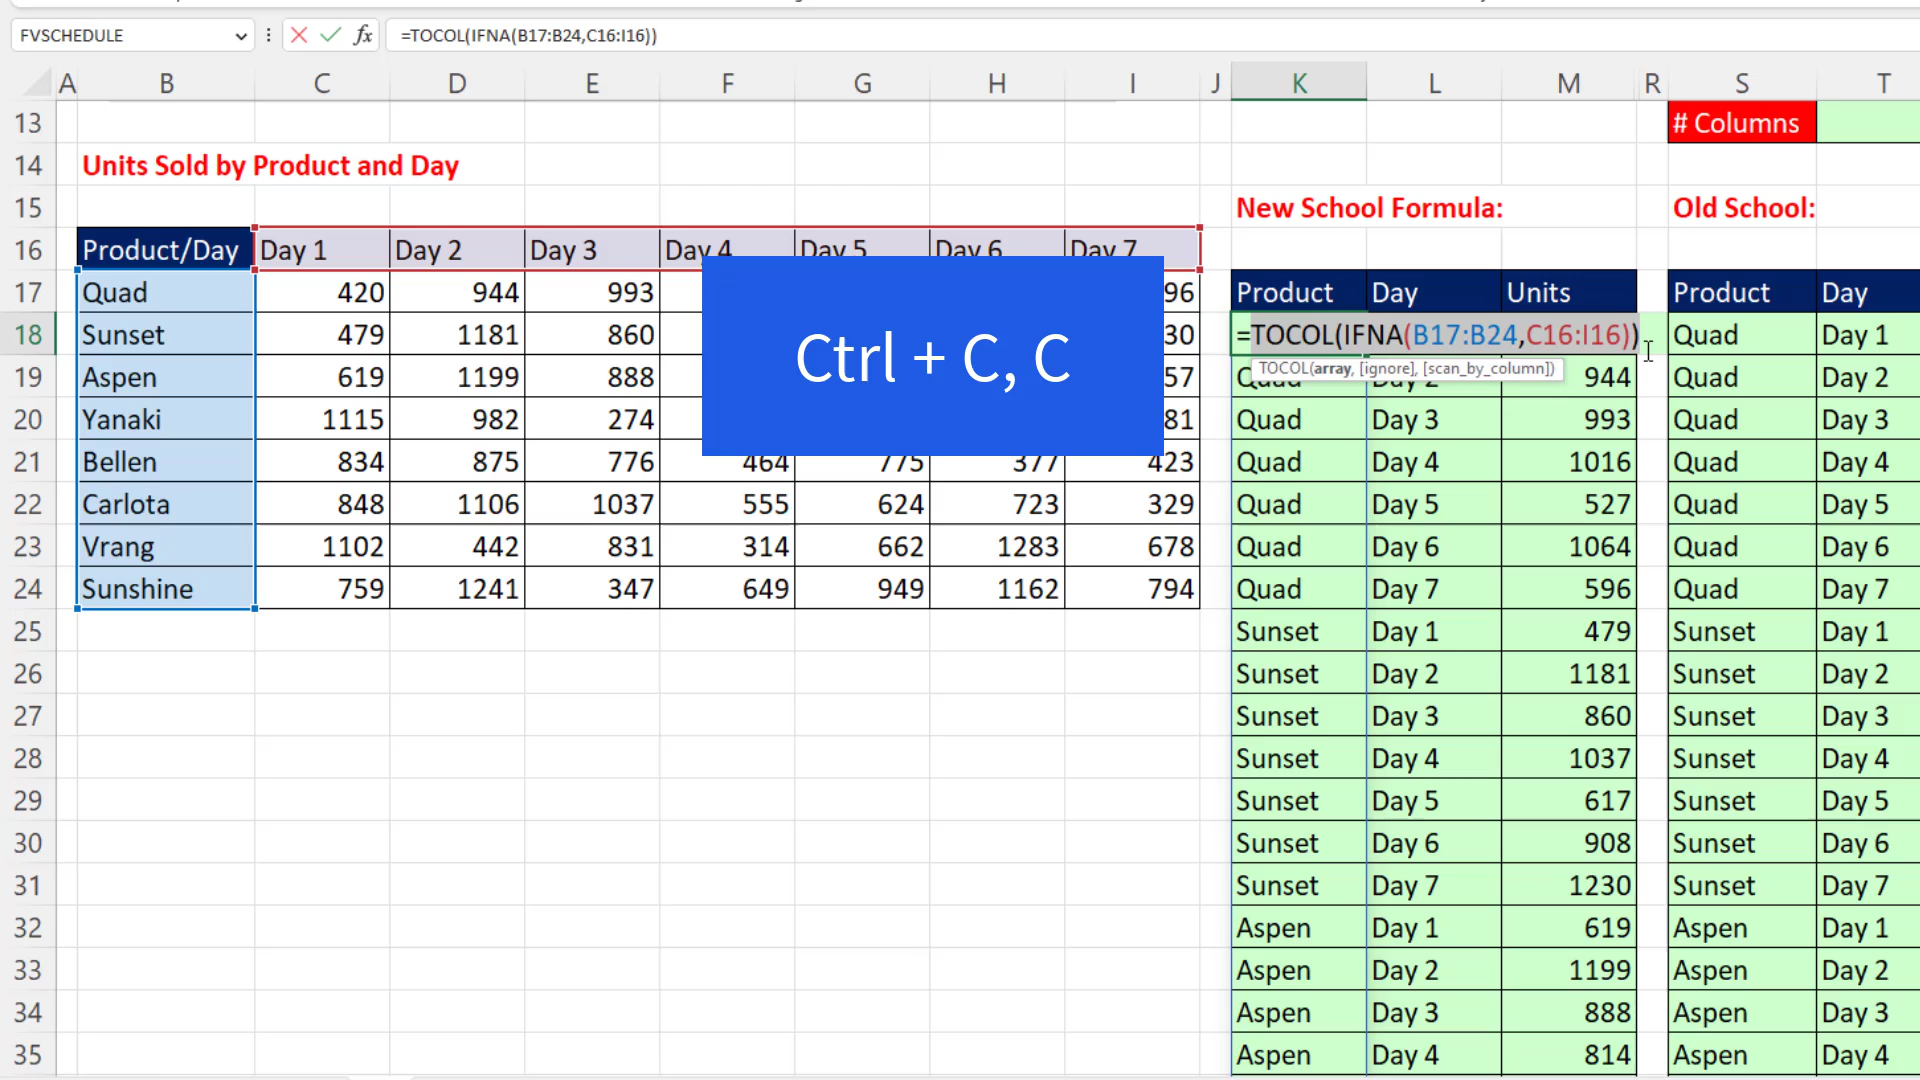 FVSCHEDULE =TOCOL(IFNA(B17:B24,C16:I16))
A B C D E F G H I J K L M R S T
13 # Columns
14 Units Sold by Product and Day
15 New School Formula: Old School:
16 Product/Day Day 1 Day 2 Day 3 Day 4 Day 5 Day 6 Day 7
17 Quad 420 944 993 96 Product Day Units Product Day
18 Sunset 479 1181 860 30 =TOCOL(IFNA(B17:B24,C16:I16)) Quad Day 1
TOCOL(array, [ignore], [scan_by_column])
Ctrl + C, C
19 Aspen 619 1199 888 57 944 Quad Day 2
20 Yanaki 1115 982 274 81 Quad Day 3 993 Quad Day 3
21 Bellen 834 875 776 464 775 377 423 Quad Day 4 1016 Quad Day 4
22 Carlota 848 1106 1037 555 624 723 329 Quad Day 5 527 Quad Day 5
23 Vrang 1102 442 831 314 662 1283 678 Quad Day 6 1064 Quad Day 6
24 Sunshine 759 1241 347 649 949 1162 794 Quad Day 7 596 Quad Day 7
25 Sunset Day 1 479 Sunset Day 1
26 Sunset Day 2 1181 Sunset Day 2
27 Sunset Day 3 860 Sunset Day 3
28 Sunset Day 4 1037 Sunset Day 4
29 Sunset Day 5 617 Sunset Day 5
30 Sunset Day 6 908 Sunset Day 6
31 Sunset Day 7 1230 Sunset Day 7
32 Aspen Day 1 619 Aspen Day 1
33 Aspen Day 2 1199 Aspen Day 2
34 Aspen Day 3 888 Aspen Day 3
35 Aspen Day 4 814 Aspen Day 4